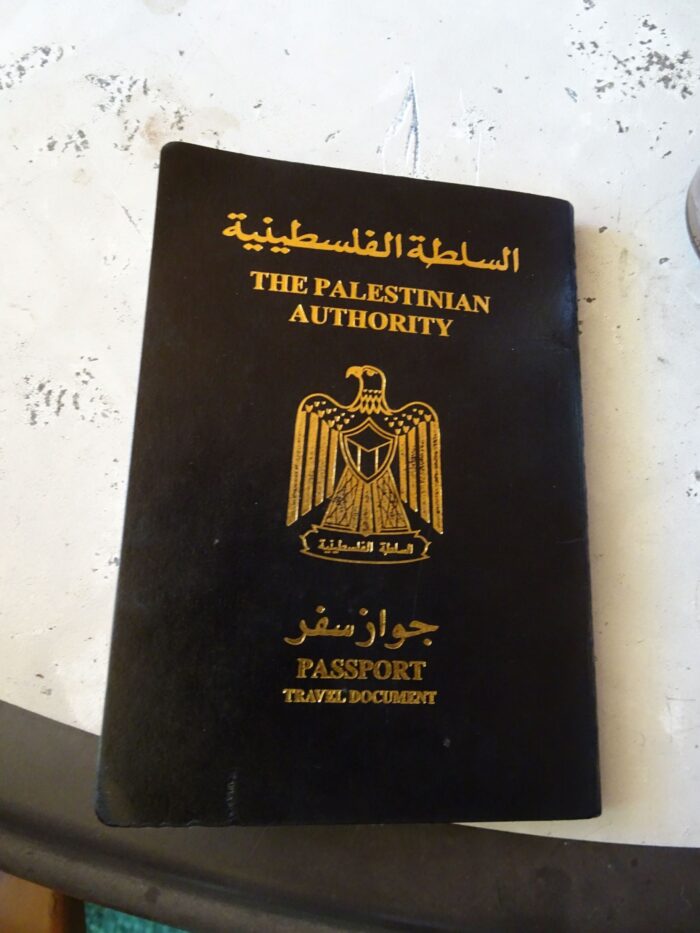 السلطة الفلسطينية
THE PALESTINIAN
AUTHORITY
السلطة الفلسطينية
جواز سفر
PASSPORT
TRAVEL DOCUMENT